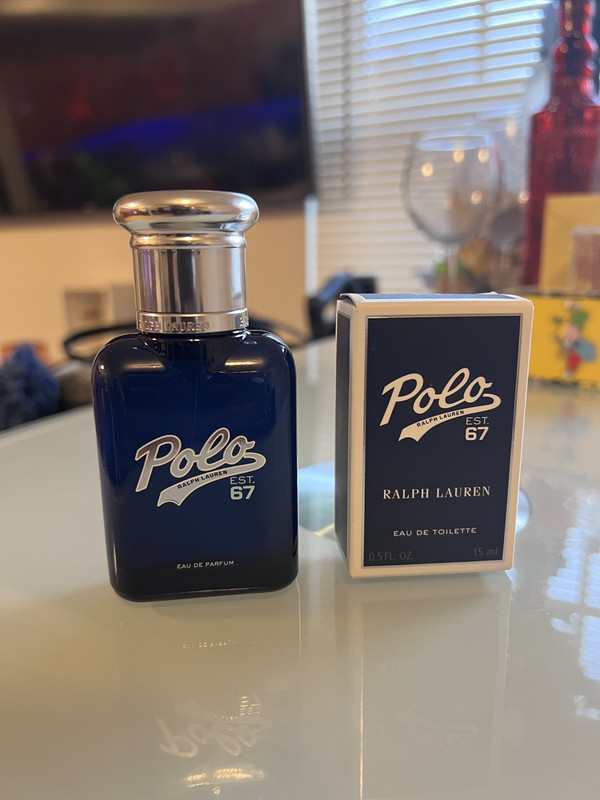 RALPH LAUREN
Polo
RALPH LAUREN
EST.
67
EAU DE PARFUM
Polo
RALPH LAUREN
EST.
67
RALPH LAUREN
EAU DE TOILETTE
0.5 FL. OZ. 15 ml